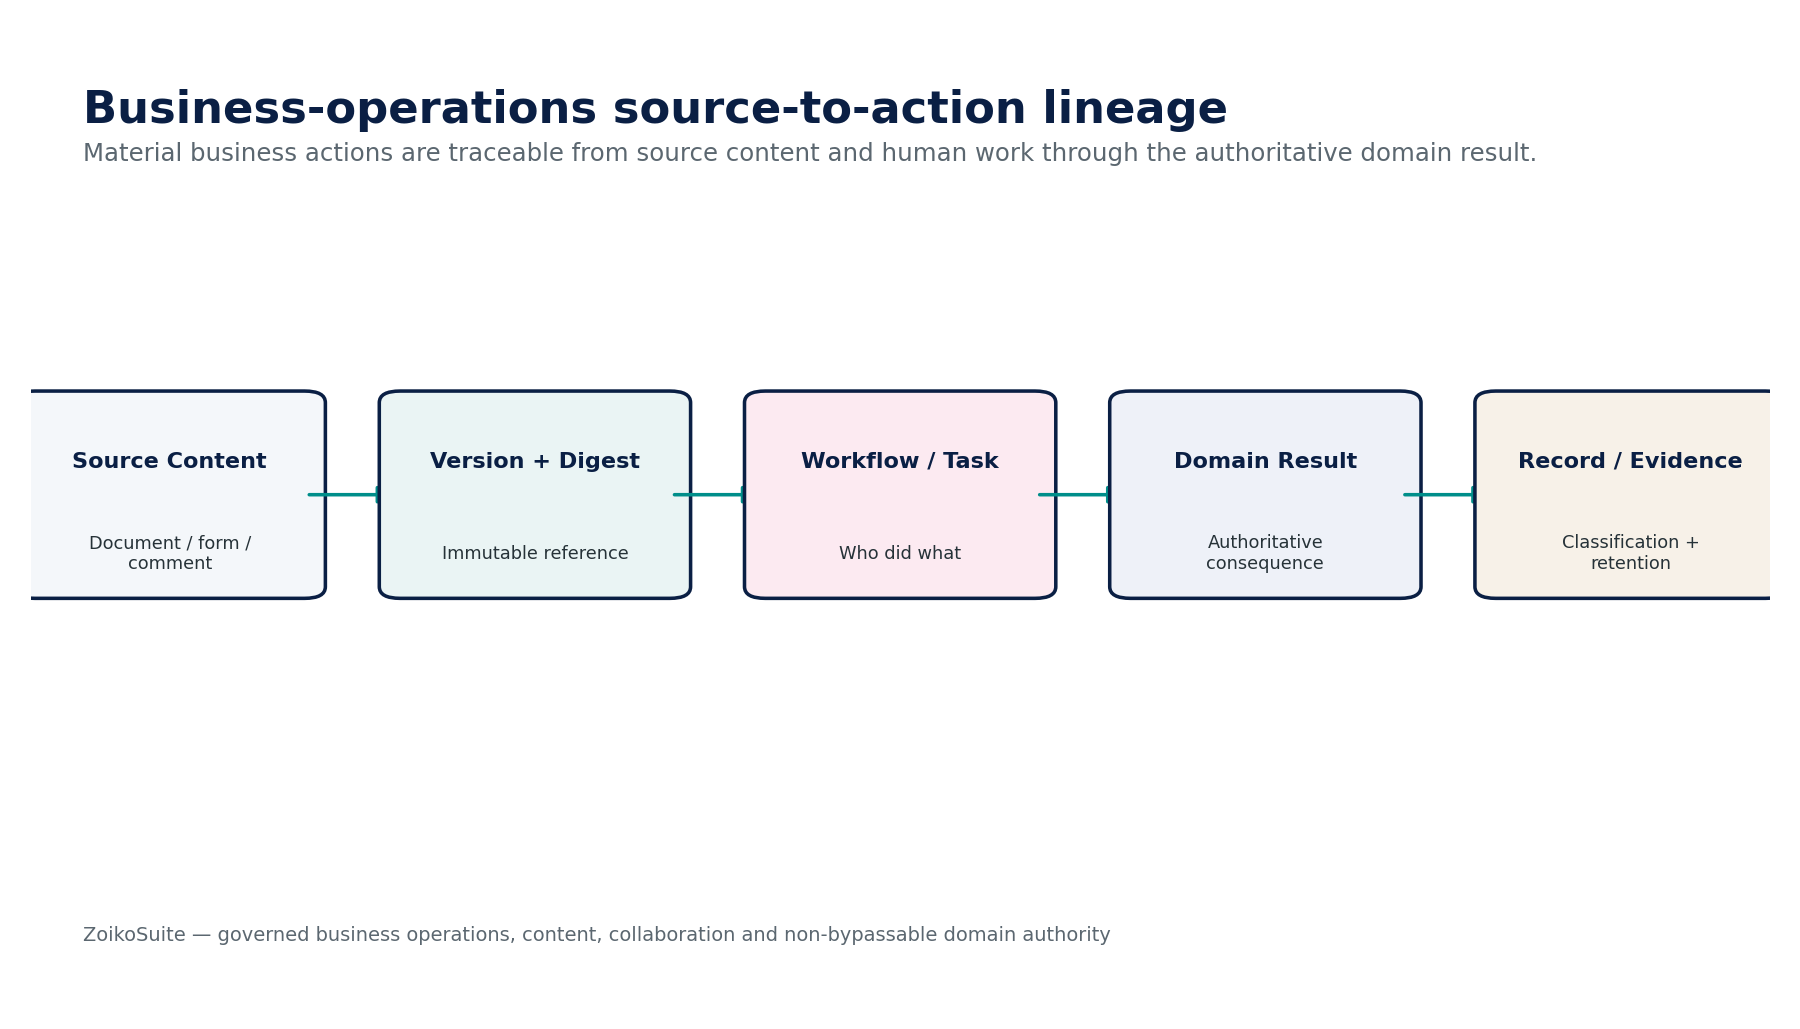 Business-operations source-to-action lineage
Material business actions are traceable from source content and human work through the authoritative domain result.
Source Content
Document / form /
comment
Version + Digest
Immutable reference
Workflow / Task
Who did what
Domain Result
Authoritative
consequence
Record / Evidence
Classification +
retention
ZoikoSuite — governed business operations, content, collaboration and non-bypassable domain authority